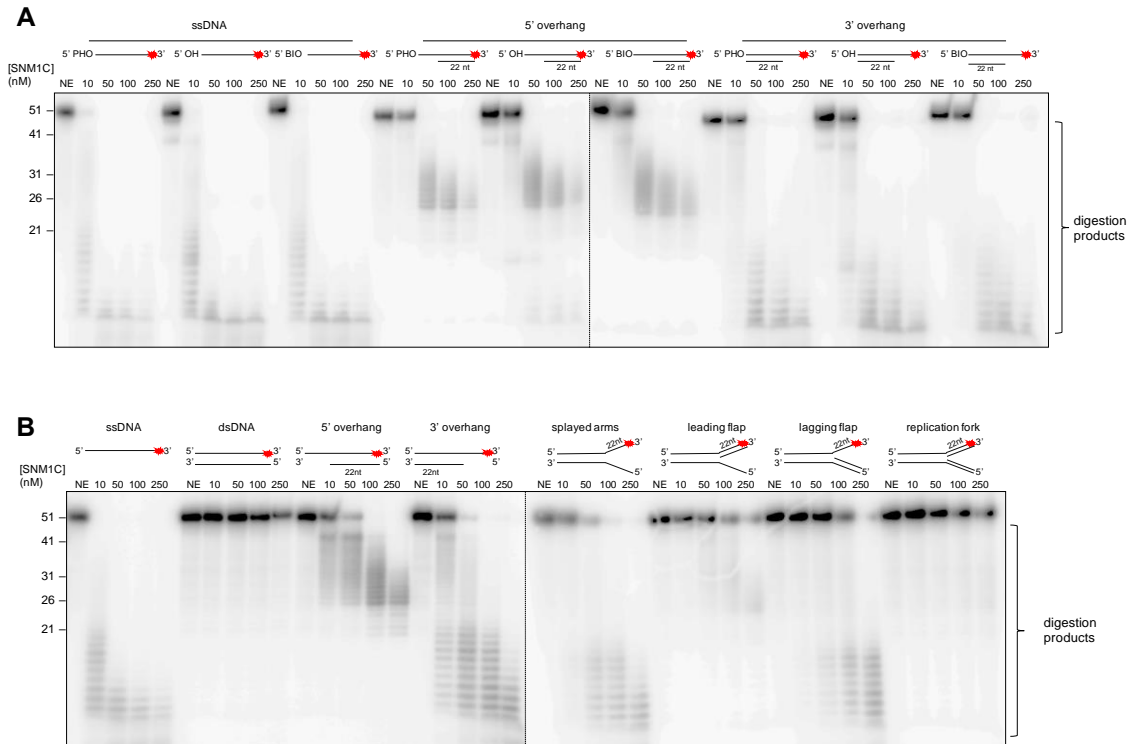 A
ssDNA 5' overhang 3' overhang
5' PHO 3' 5' OH 3' 5' BIO 3' 5' PHO 3' 5' OH 3' 5' BIO 3' 5' PHO 3' 5' OH 3' 5' BIO 3'
22 nt 22 nt 22 nt 22 nt 22 nt 22 nt
[SNM1C]
(nM) NE 10 50 100 250 NE 10 50 100 250 NE 10 50 100 250 NE 10 50 100 250 NE 10 50 100 250 NE 10 50 100 250 NE 10 50 100 250 NE 10 50 100 250 NE 10 50 100 250
51
41
31
26
21
digestion
products
B
ssDNA dsDNA 5' overhang 3' overhang splayed arms leading flap lagging flap replication fork
5' 3' 5' 3' 5' 3' 5' 3' 5' 22nt 3' 5' 22nt 3' 5' 22nt 3' 5' 22nt 3'
3' 5' 22nt 5' 3' 22nt 5' 3' 5' 3' 5' 3' 5' 3' 5'
[SNM1C]
(nM) NE 10 50 100 250 NE 10 50 100 250 NE 10 50 100 250 NE 10 50 100 250 NE 10 50 100 250 NE 10 50 100 250 NE 10 50 100 250 NE 10 50 100 250
51
41
31
26
21
digestion
products